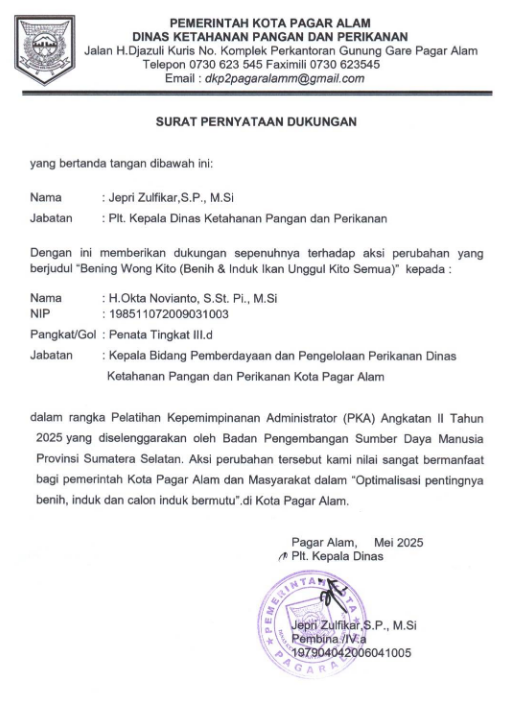 PEMERINTAH KOTA PAGAR ALAM
DINAS KETAHANAN PANGAN DAN PERIKANAN
Jalan H.Djazuli Kuris No. Komplek Perkantoran Gunung Gare Pagar Alam
Telepon 0730 623 545 Faximili 0730 623545
Email : dkp2pagaralamm@gmail.com
SURAT PERNYATAAN DUKUNGAN
yang bertanda tangan dibawah ini:
Nama : Jepri Zulfikar,S.P., M.Si
Jabatan : Plt. Kepala Dinas Ketahanan Pangan dan Perikanan
Dengan ini memberikan dukungan sepenuhnya terhadap aksi perubahan yang
berjudul "Bening Wong Kito (Benih & Induk Ikan Unggul Kito Semua)" kepada :
Nama : H.Okta Novianto, S.St. Pi., M.Si
NIP : 198511072009031003
Pangkat/Gol : Penata Tingkat III.d
Jabatan : Kepala Bidang Pemberdayaan dan Pengelolaan Perikanan Dinas
Ketahanan Pangan dan Perikanan Kota Pagar Alam
dalam rangka Pelatihan Kepemimpinanan Administrator (PKA) Angkatan II Tahun
2025 yang diselenggarakan oleh Badan Pengembangan Sumber Daya Manusia
Provinsi Sumatera Selatan. Aksi perubahan tersebut kami nilai sangat bermanfaat
bagi pemerintah Kota Pagar Alam dan Masyarakat dalam "Optimalisasi pentingnya
benih, induk dan calon induk bermutu".di Kota Pagar Alam.
Pagar Alam, Mei 2025
Plt. Kepala Dinas
PEMERINTAH KOTA
Jepri Zulfikar,S.P., M.Si
Pembina /IV.a
197904042006041005